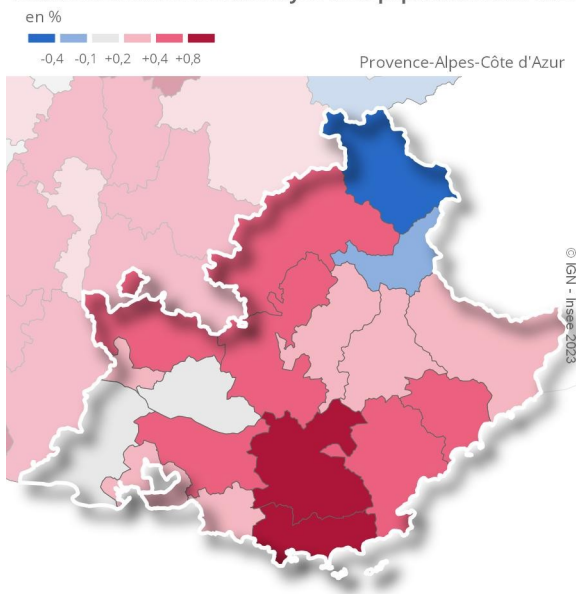 en %
-0,4 -0,1 +0,2 +0,4 +0,8
Provence-Alpes-Côte d'Azur
© IGN - Insee 2023